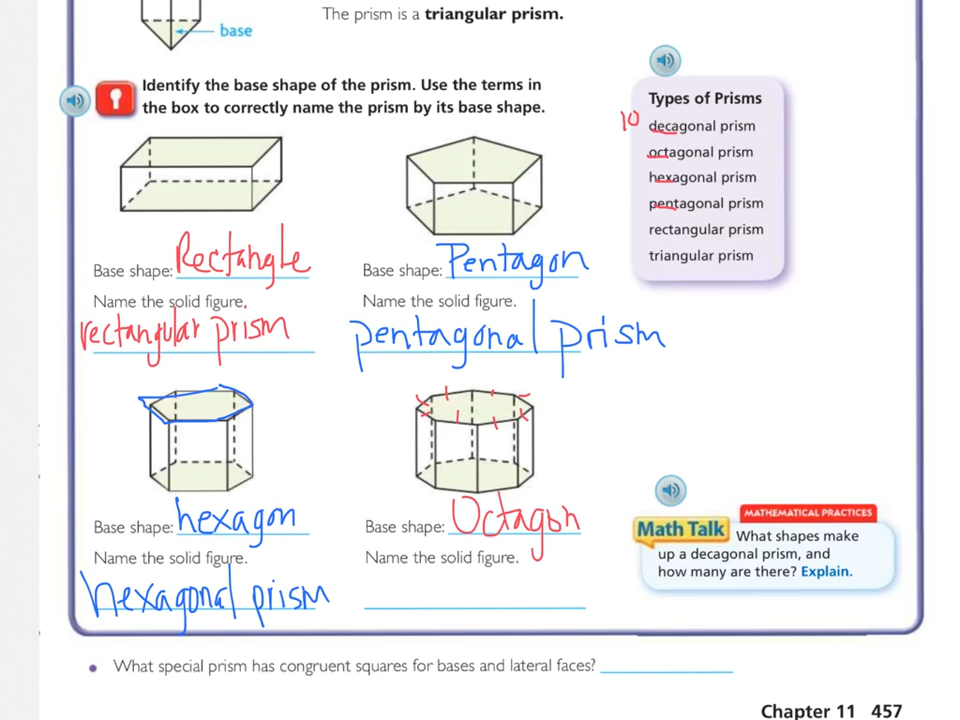 The prism is a triangular prism.
base
Identify the base shape of the prism. Use the terms in
the box to correctly name the prism by its base shape.
Types of Prisms
10 decagonal prism
octagonal prism
hexagonal prism
pentagonal prism
rectangular prism
triangular prism
Base shape: Rectangle
Name the solid figure.
rectangular prism
Base shape: Pentagon
Name the solid figure.
pentagonal prism
Base shape: hexagon
Name the solid figure.
hexagonal prism
Base shape: Octagon
Name the solid figure.
MATHEMATICAL PRACTICES
Math Talk What shapes make
up a decagonal prism, and
how many are there? Explain.
• What special prism has congruent squares for bases and lateral faces?
Chapter 11 457